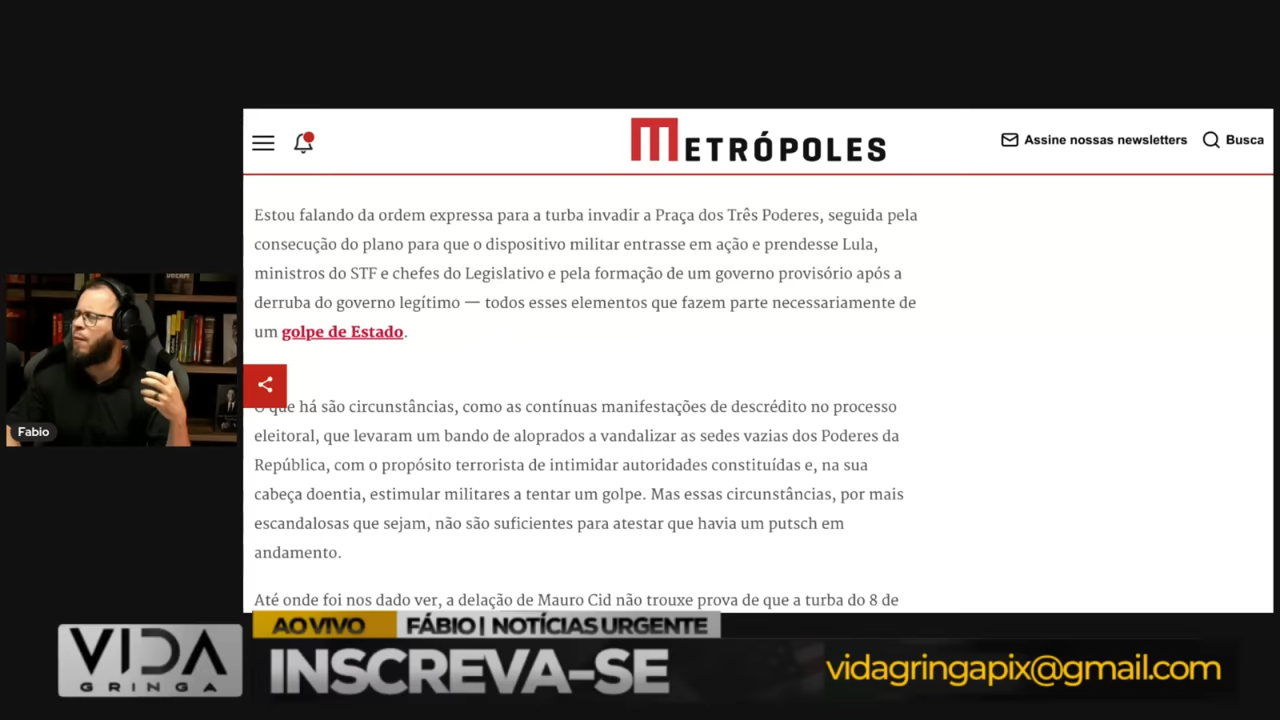 METRÓPOLES
Assine nossas newsletters
Busca
Estou falando da ordem expressa para a turba invadir a Praça dos Três Poderes, seguida pela
consecução do plano para que o dispositivo militar entrasse em ação e prendesse Lula,
ministros do STF e chefes do Legislativo e pela formação de um governo provisório após a
derruba do governo legítimo — todos esses elementos que fazem parte necessariamente de
um golpe de Estado.
O que há são circunstâncias, como as contínuas manifestações de descrédito no processo
eleitoral, que levaram um bando de aloprados a vandalizar as sedes vazias dos Poderes da
República, com o propósito terrorista de intimidar autoridades constituídas e, na sua
cabeça doentia, estimular militares a tentar um golpe. Mas essas circunstâncias, por mais
escandalosas que sejam, não são suficientes para atestar que havia um putsch em
andamento.
Até onde foi nos dado ver, a delação de Mauro Cid não trouxe prova de que a turba do 8 de
Fabio
AO VIVO
FÁBIO | NOTÍCIAS URGENTE
VIDA
GRINGA
INSCREVA-SE
vidagringapix@gmail.com